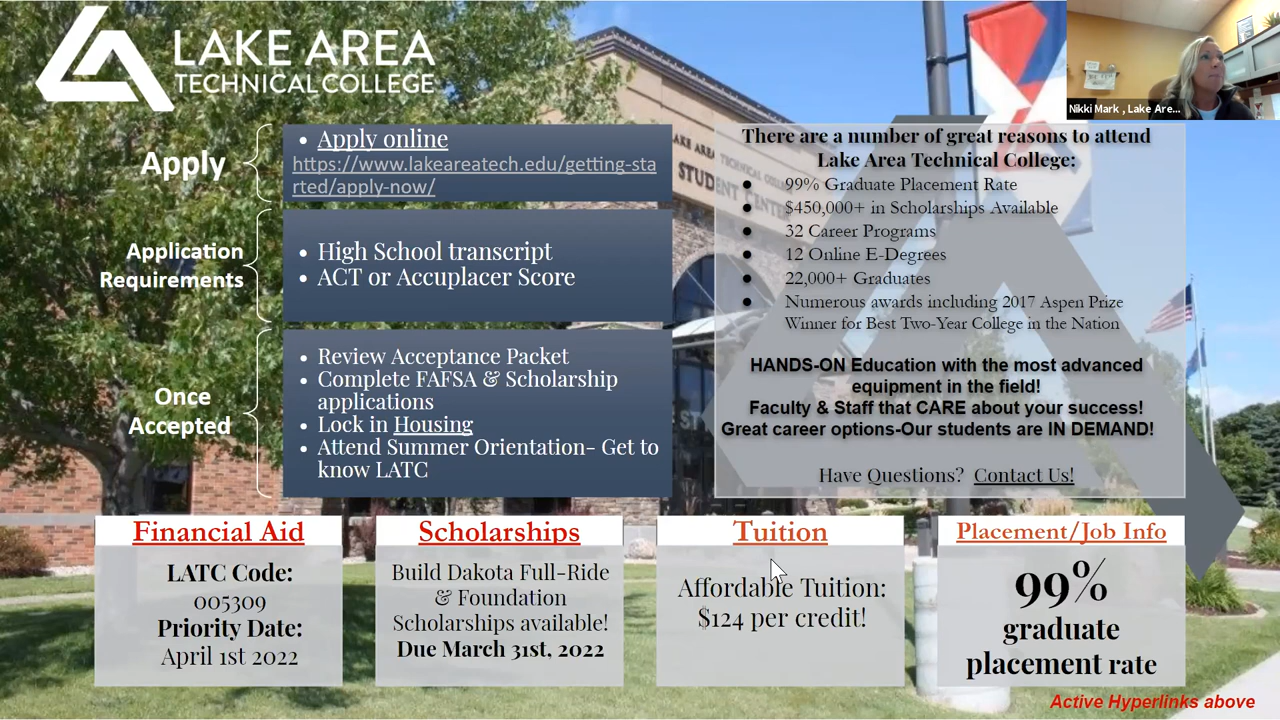 LAKE AREA
TECHNICAL COLLEGE
Nikki Mark , Lake Are...
Apply
• Apply online
https://www.lakeareatech.edu/getting-sta
rted/apply-now/
Application
Requirements
• High School transcript
• ACT or Accuplacer Score
Once
Accepted
• Review Acceptance Packet
• Complete FAFSA & Scholarship
applications
• Lock in Housing
• Attend Summer Orientation- Get to
know LATC
LAKE AREA TECHNICAL COLLEGE
STUDENT CENTER
There are a number of great reasons to attend
Lake Area Technical College:
● 99% Graduate Placement Rate
● $450,000+ in Scholarships Available
● 32 Career Programs
● 12 Online E-Degrees
● 22,000+ Graduates
● Numerous awards including 2017 Aspen Prize
Winner for Best Two-Year College in the Nation
HANDS-ON Education with the most advanced
equipment in the field!
Faculty & Staff that CARE about your success!
Great career options-Our students are IN DEMAND!
Have Questions? Contact Us!
Financial Aid
LATC Code:
005309
Priority Date:
April 1st 2022
Scholarships
Build Dakota Full-Ride
& Foundation
Scholarships available!
Due March 31st, 2022
Tuition
Affordable Tuition:
$124 per credit!
Placement/Job Info
99%
graduate
placement rate
Active Hyperlinks above